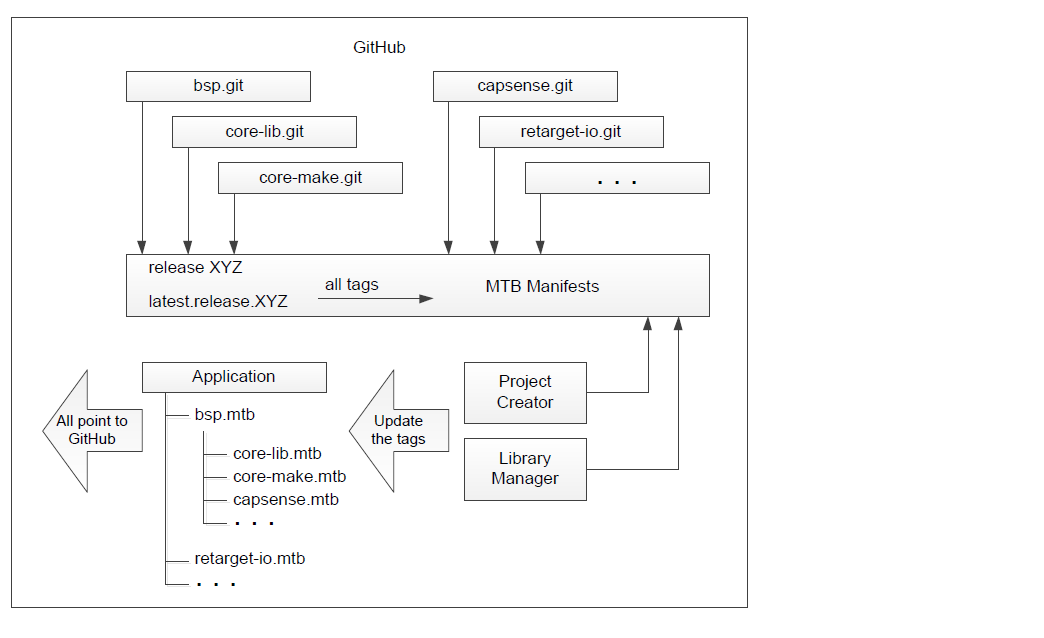 GitHub
bsp.git
capsense.git
core-lib.git
retarget-io.git
core-make.git
. . .
release XYZ
all tags
MTB Manifests
latest.release.XYZ
Application
Project
Creator
bsp.mtb
All point to
GitHub
Update
the tags
core-lib.mtb
core-make.mtb
capsense.mtb
. . .
Library
Manager
retarget-io.mtb
. . .